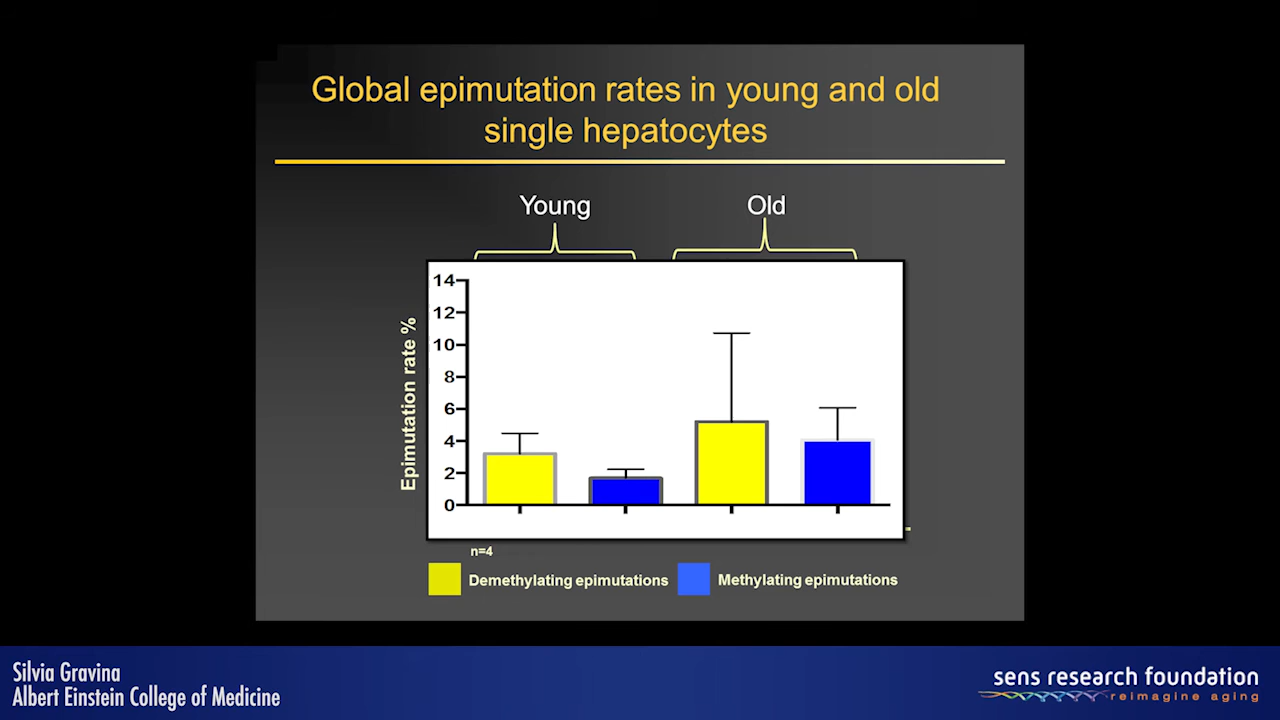 Global epimutation rates in young and old
single hepatocytes
Young
Old
14
12
10
8
6
4
2
0
Epimutation rate %
n=4
Demethylating epimutations
Methylating epimutations
Silvia Gravina
Albert Einstein College of Medicine
sens research foundation
reimagine aging